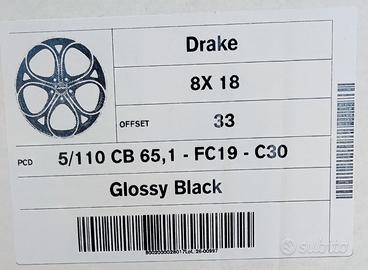 Drake
8X 18
OFFSET 33
PCD 5/110 CB 65,1 - FC19 - C30
Glossy Black
subito